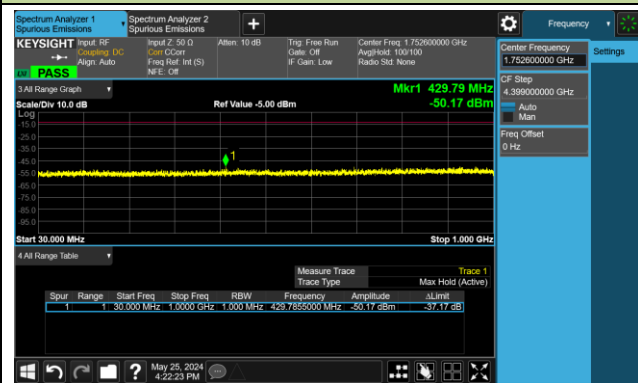 Spectrum Analyzer 1
Spurious Emissions
Spectrum Analyzer 2
Spurious Emissions
+
Frequency
KEYSIGHT
Input: RF
Coupling: DC
Align: Auto
Input Z: 50 Ω
Corr CCorr
Freq Ref: Int (S)
NFE: Off
Atten: 10 dB
Trig: Free Run
Gate: Off
IF Gain: Low
Center Freq: 1.752600000 GHz
Avg|Hold: 100/100
Radio Std: None
PASS
Center Frequency
1.752600000 GHz
Settings
CF Step
4.399000000 GHz
Auto
Man
Freq Offset
0 Hz
3 All Range Graph
Mkr1 429.79 MHz
-50.17 dBm
Scale/Div 10.0 dB
Ref Value -5.00 dBm
Log
-15.0
-25.0
-35.0
-45.0
-55.0
-65.0
-75.0
-85.0
-95.0
1
Start 30.000 MHz
Stop 1.000 GHz
4 All Range Table
Measure Trace Trace 1
Trace Type Max Hold (Active)
Spur Range Start Freq Stop Freq RBW Frequency Amplitude ΔLimit
1 1 30.000 MHz 1.0000 GHz 1.000 MHz 429.7855000 MHz -50.17 dBm -37.17 dB
?
May 25, 2024
4:22:23 PM